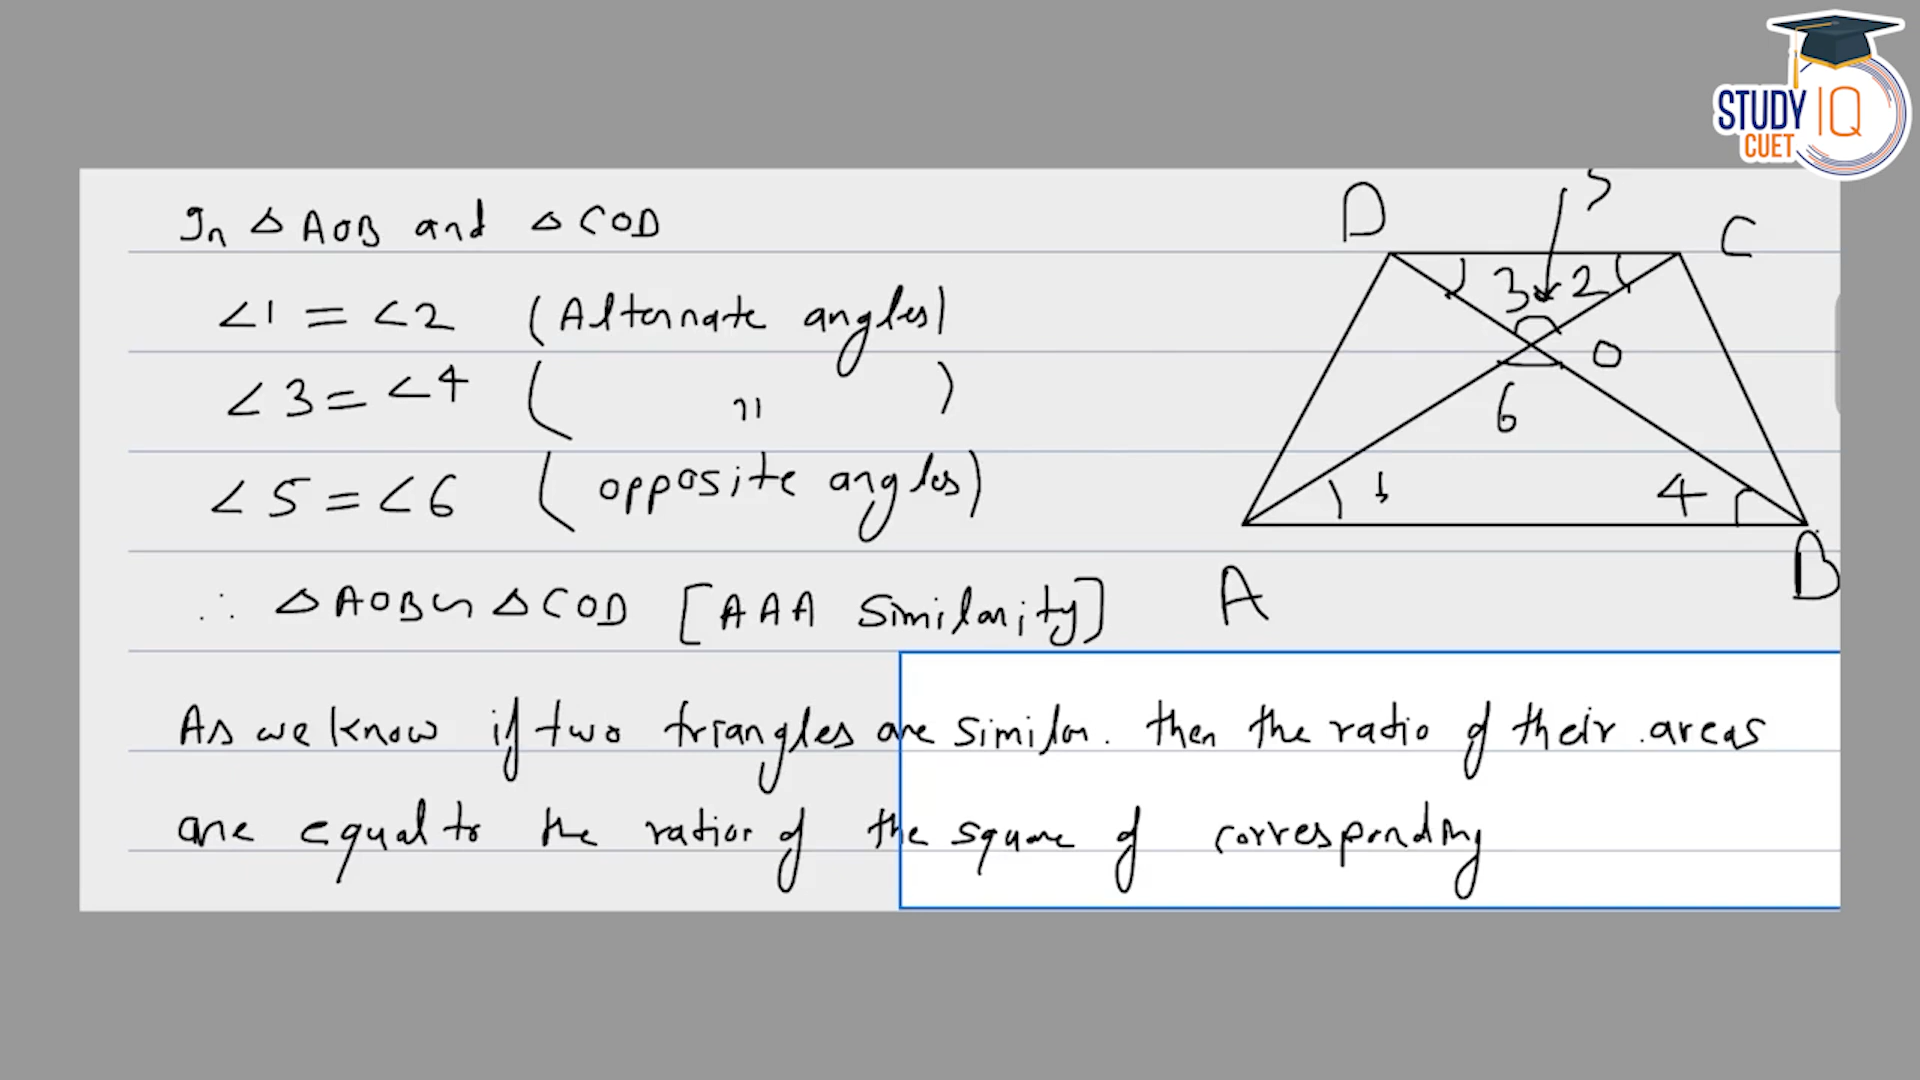 STUDY IQ
CUET
In △ AOB and △ COD
∠1 = ∠2 (Alternate angles)
∠3 = ∠4 ( 〃 )
∠5 = ∠6 (opposite angles)
∴ △AOB ∽ △COD [AAA Similarity]
As we know if two triangles are similar. then the ratio of their .areas
are equal to the ratio of the square of corresponding
5
D
C
3
2
O
6
1
4
A
B